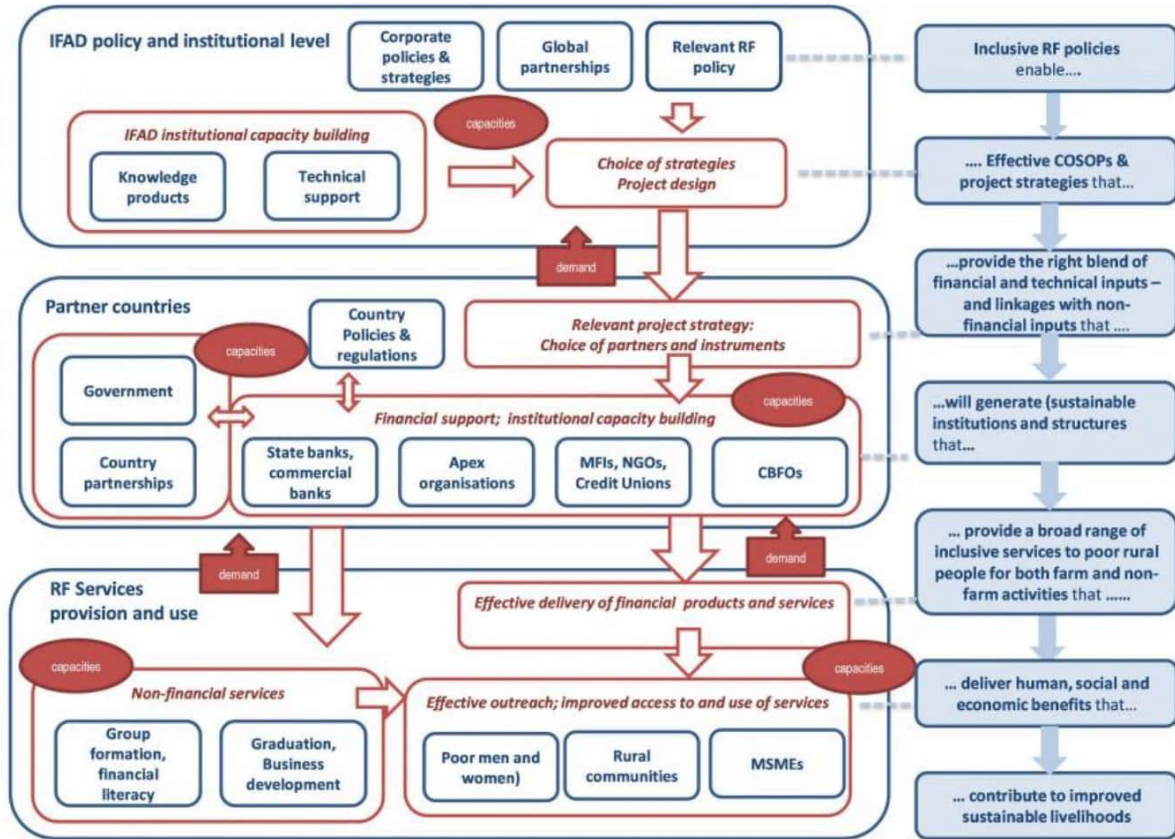 IFAD policy and institutional level
Corporate
policies &
strategies
Global
partnerships
Relevant RF
policy
capacities
IFAD institutional capacity building
Knowledge
products
Technical
support
Choice of strategies
Project design
demand
Partner countries
Country
Policies &
regulations
capacities
Government
Country
partnerships
Relevant project strategy:
Choice of partners and instruments
capacities
Financial support; institutional capacity building
State banks,
commercial
banks
Apex
organisations
MFIs, NGOs,
Credit Unions
CBFOs
demand
demand
RF Services
provision and use
Effective delivery of financial products and services
capacities
capacities
Non-financial services
Group
formation,
financial
literacy
Graduation,
Business
development
Effective outreach; improved access to and use of services
Poor men and
women)
Rural
communities
MSMEs
Inclusive RF policies
enable....
.... Effective COSOPs &
project strategies that...
...provide the right blend of
financial and technical inputs –
and linkages with non-
financial inputs that ....
...will generate (sustainable
institutions and structures
that...
... provide a broad range of
inclusive services to poor rural
people for both farm and non-
farm activities that ......
... deliver human, social and
economic benefits that...
... contribute to improved
sustainable livelihoods